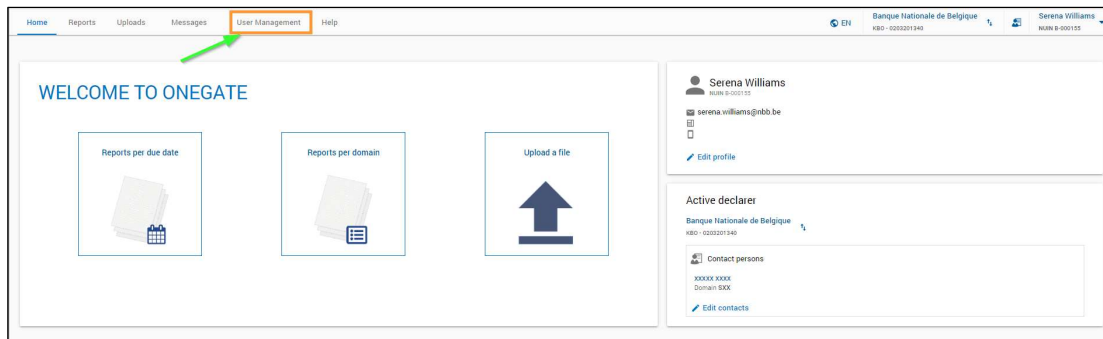 Home Reports Uploads Messages User Management Help
EN
Banque Nationale de Belgique
KBO - 0203201340
Serena Williams
NUIN B-000155
WELCOME TO ONEGATE
Reports per due date
Reports per domain
Upload a file
Serena Williams
NUIN B-000155
serena.williams@nbb.be
Edit profile
Active declarer
Banque Nationale de Belgique
KBO - 0203201340
Contact persons
XXXXX XXXX
Domain SXX
Edit contacts